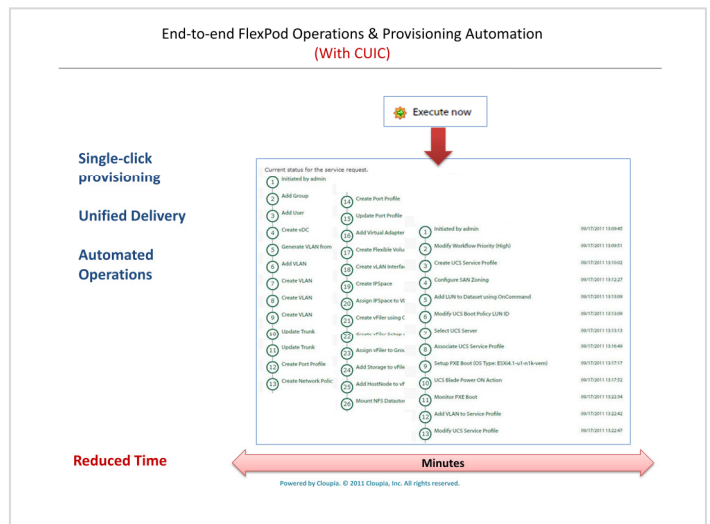 End-to-end FlexPod Operations & Provisioning Automation
(With CUIC)
Execute now
Single-click
provisioning
Unified Delivery
Automated
Operations
Current status for the service request.
1 Initiated by admin
2 Add Group
3 Add User
4 Create vDC
5 Generate VLAN from
6 Add VLAN
7 Create VLAN
8 Create VLAN
9 Create VLAN
10 Update Trunk
11 Update Trunk
12 Create Port Profile
13 Create Network Polic
14 Create Port Profile
15 Update Port Profile
16 Add Virtual Adapter
17 Create Flexible Volu
18 Create vLAN Interfac
19 Create IPSpace
20 Assign IPSpace to VL
21 Create vFiler using O
22 Create vFiler Setup
23 Assign vFiler to Grou
24 Add Storage to vFile
25 Add HostNode to vF
26 Mount NFS Datastor
1 Initiated by admin 09/17/2011 13:09:45
2 Modify Workflow Priority (High) 09/17/2011 13:09:51
3 Create UCS Service Profile 09/17/2011 13:10:02
4 Configure SAN Zoning 09/17/2011 13:12:27
5 Add LUN to Dataset using OnCommand 09/17/2011 13:13:09
6 Modify UCS Boot Policy LUN ID 09/17/2011 13:13:09
7 Select UCS Server 09/17/2011 13:13:13
8 Associate UCS Service Profile 09/17/2011 13:16:49
9 Setup PXE Boot (OS Type: ESXi4.1-u1-n1k-vem) 09/17/2011 13:17:17
10 UCS Blade Power ON Action 09/17/2011 13:17:52
11 Monitor PXE Boot 09/17/2011 13:22:34
12 Add VLAN to Service Profile 09/17/2011 13:22:42
13 Modify UCS Service Profile 09/17/2011 13:22:47
Reduced Time
Minutes
Powered by Cloupia. © 2011 Cloupia, Inc. All rights reserved.